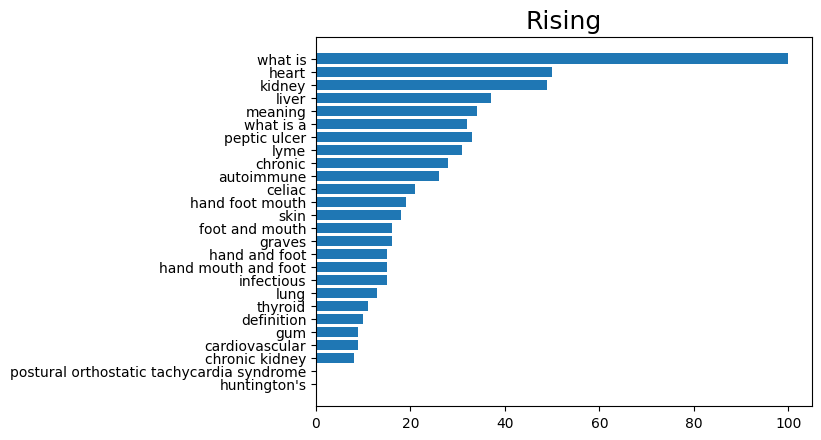 Rising
what is
heart
kidney
liver
meaning
what is a
peptic ulcer
lyme
chronic
autoimmune
celiac
hand foot mouth
skin
foot and mouth
graves
hand and foot
hand mouth and foot
infectious
lung
thyroid
definition
gum
cardiovascular
chronic kidney
postural orthostatic tachycardia syndrome
huntington's
0 20 40 60 80 100